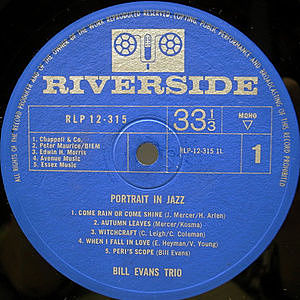 ALL RIGHTS OF THE RECORD PRODUCER AND OF THE OWNER OF THE WORK REPRODUCED RESERVED. COPYING, PUBLIC PERFORMANCE AND BROADCASTING OF THIS RECORD PROHIBITED
RIVERSIDE
RLP 12-315
33 1/3
MONO
1. Chappell & Co.
2. Peter Maurice/BIEM
3. Edwin H. Morris
4. Avenue Music
5. Essex Music
RLP-12-315 1L
1
PORTRAIT IN JAZZ
1. COME RAIN OR COME SHINE (J. Mercer/H. Arlen)
2. AUTUMN LEAVES (Mercer/Kosma)
3. WITCHCRAFT (C. Leigh/C. Coleman)
4. WHEN I FALL IN LOVE (E. Heyman/V. Young)
5. PERI'S SCOPE (Bill Evans)
BILL EVANS TRIO